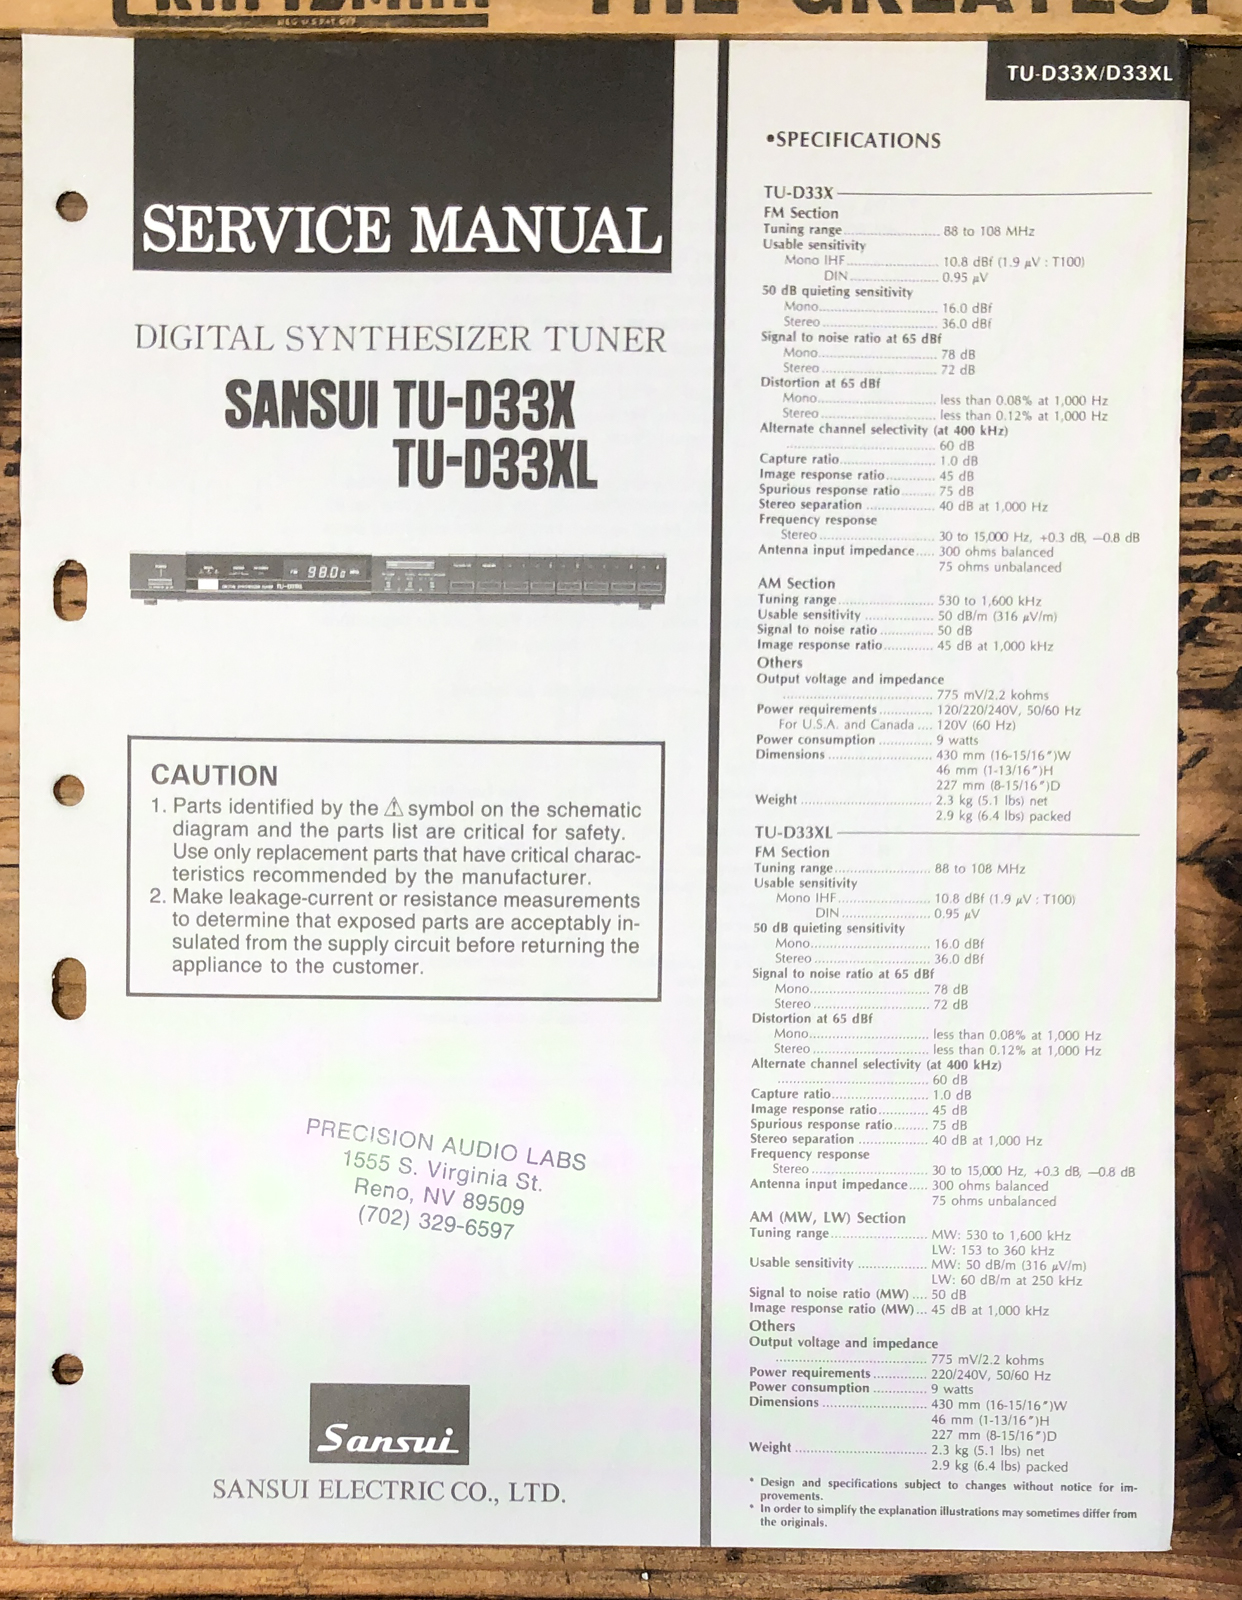 THE GREATEST
SERVICE MANUAL
DIGITAL SYNTHESIZER TUNER
SANSUI TU-D33X
TU-D33XL
98.0
CAUTION
1. Parts identified by the ⚠ symbol on the schematic
diagram and the parts list are critical for safety.
Use only replacement parts that have critical charac-
teristics recommended by the manufacturer.
2. Make leakage-current or resistance measurements
to determine that exposed parts are acceptably in-
sulated from the supply circuit before returning the
appliance to the customer.
PRECISION AUDIO LABS
1555 S. Virginia St.
Reno, NV 89509
(702) 329-6597
Sansui
SANSUI ELECTRIC CO., LTD.
TU-D33X/D33XL
•SPECIFICATIONS
TU-D33X
FM Section
Tuning range 88 to 108 MHz
Usable sensitivity
Mono IHF 10.8 dBf (1.9 µV : T100)
DIN 0.95 µV
50 dB quieting sensitivity
Mono 16.0 dBf
Stereo 36.0 dBf
Signal to noise ratio at 65 dBf
Mono 78 dB
Stereo 72 dB
Distortion at 65 dBf
Mono less than 0.08% at 1,000 Hz
Stereo less than 0.12% at 1,000 Hz
Alternate channel selectivity (at 400 kHz)
60 dB
Capture ratio 1.0 dB
Image response ratio 45 dB
Spurious response ratio 75 dB
Stereo separation 40 dB at 1,000 Hz
Frequency response
Stereo 30 to 15,000 Hz, +0.3 dB, −0.8 dB
Antenna input impedance 300 ohms balanced
75 ohms unbalanced
AM Section
Tuning range 530 to 1,600 kHz
Usable sensitivity 50 dB/m (316 µV/m)
Signal to noise ratio 50 dB
Image response ratio 45 dB at 1,000 kHz
Others
Output voltage and impedance
775 mV/2.2 kohms
Power requirements 120/220/240V, 50/60 Hz
For U.S.A. and Canada 120V (60 Hz)
Power consumption 9 watts
Dimensions 430 mm (16-15/16")W
46 mm (1-13/16")H
227 mm (8-15/16")D
Weight 2.3 kg (5.1 lbs) net
2.9 kg (6.4 lbs) packed
TU-D33XL
FM Section
Tuning range 88 to 108 MHz
Usable sensitivity
Mono IHF 10.8 dBf (1.9 µV : T100)
DIN 0.95 µV
50 dB quieting sensitivity
Mono 16.0 dBf
Stereo 36.0 dBf
Signal to noise ratio at 65 dBf
Mono 78 dB
Stereo 72 dB
Distortion at 65 dBf
Mono less than 0.08% at 1,000 Hz
Stereo less than 0.12% at 1,000 Hz
Alternate channel selectivity (at 400 kHz)
60 dB
Capture ratio 1.0 dB
Image response ratio 45 dB
Spurious response ratio 75 dB
Stereo separation 40 dB at 1,000 Hz
Frequency response
Stereo 30 to 15,000 Hz, +0.3 dB, −0.8 dB
Antenna input impedance 300 ohms balanced
75 ohms unbalanced
AM (MW, LW) Section
Tuning range MW: 530 to 1,600 kHz
LW: 153 to 360 kHz
Usable sensitivity MW: 50 dB/m (316 µV/m)
LW: 60 dB/m at 250 kHz
Signal to noise ratio (MW) 50 dB
Image response ratio (MW) 45 dB at 1,000 kHz
Others
Output voltage and impedance
775 mV/2.2 kohms
Power requirements 220/240V, 50/60 Hz
Power consumption 9 watts
Dimensions 430 mm (16-15/16")W
46 mm (1-13/16")H
227 mm (8-15/16")D
Weight 2.3 kg (5.1 lbs) net
2.9 kg (6.4 lbs) packed
* Design and specifications subject to changes without notice for im-
provements.
* In order to simplify the explanation illustrations may sometimes differ from
the originals.